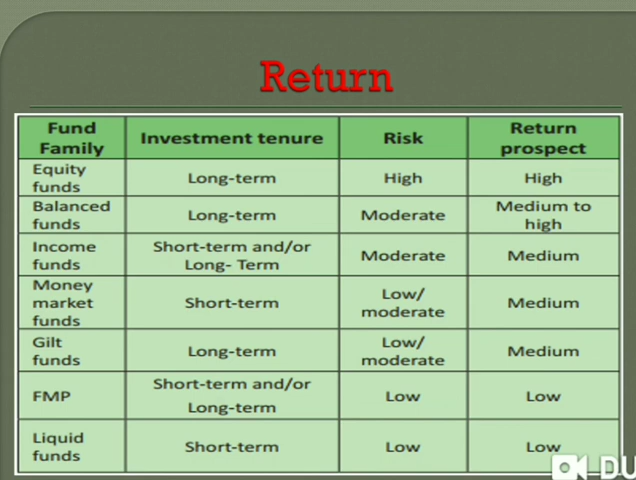 Return
Fund Family Investment tenure Risk Return prospect
Equity funds Long-term High High
Balanced funds Long-term Moderate Medium to high
Income funds Short-term and/or Long- Term Moderate Medium
Money market funds Short-term Low/ moderate Medium
Gilt funds Long-term Low/ moderate Medium
FMP Short-term and/or Long-term Low Low
Liquid funds Short-term Low Low
DU